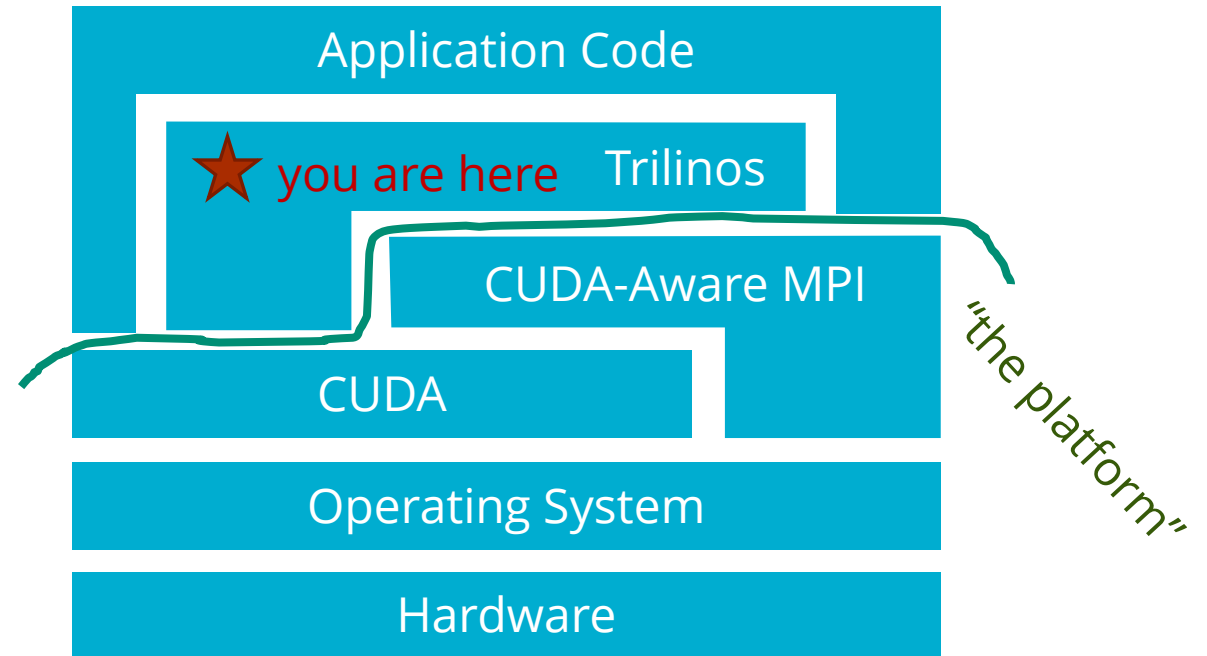 Application Code
you are here
Trilinos
CUDA-Aware MPI
“the platform”
CUDA
Operating System
Hardware